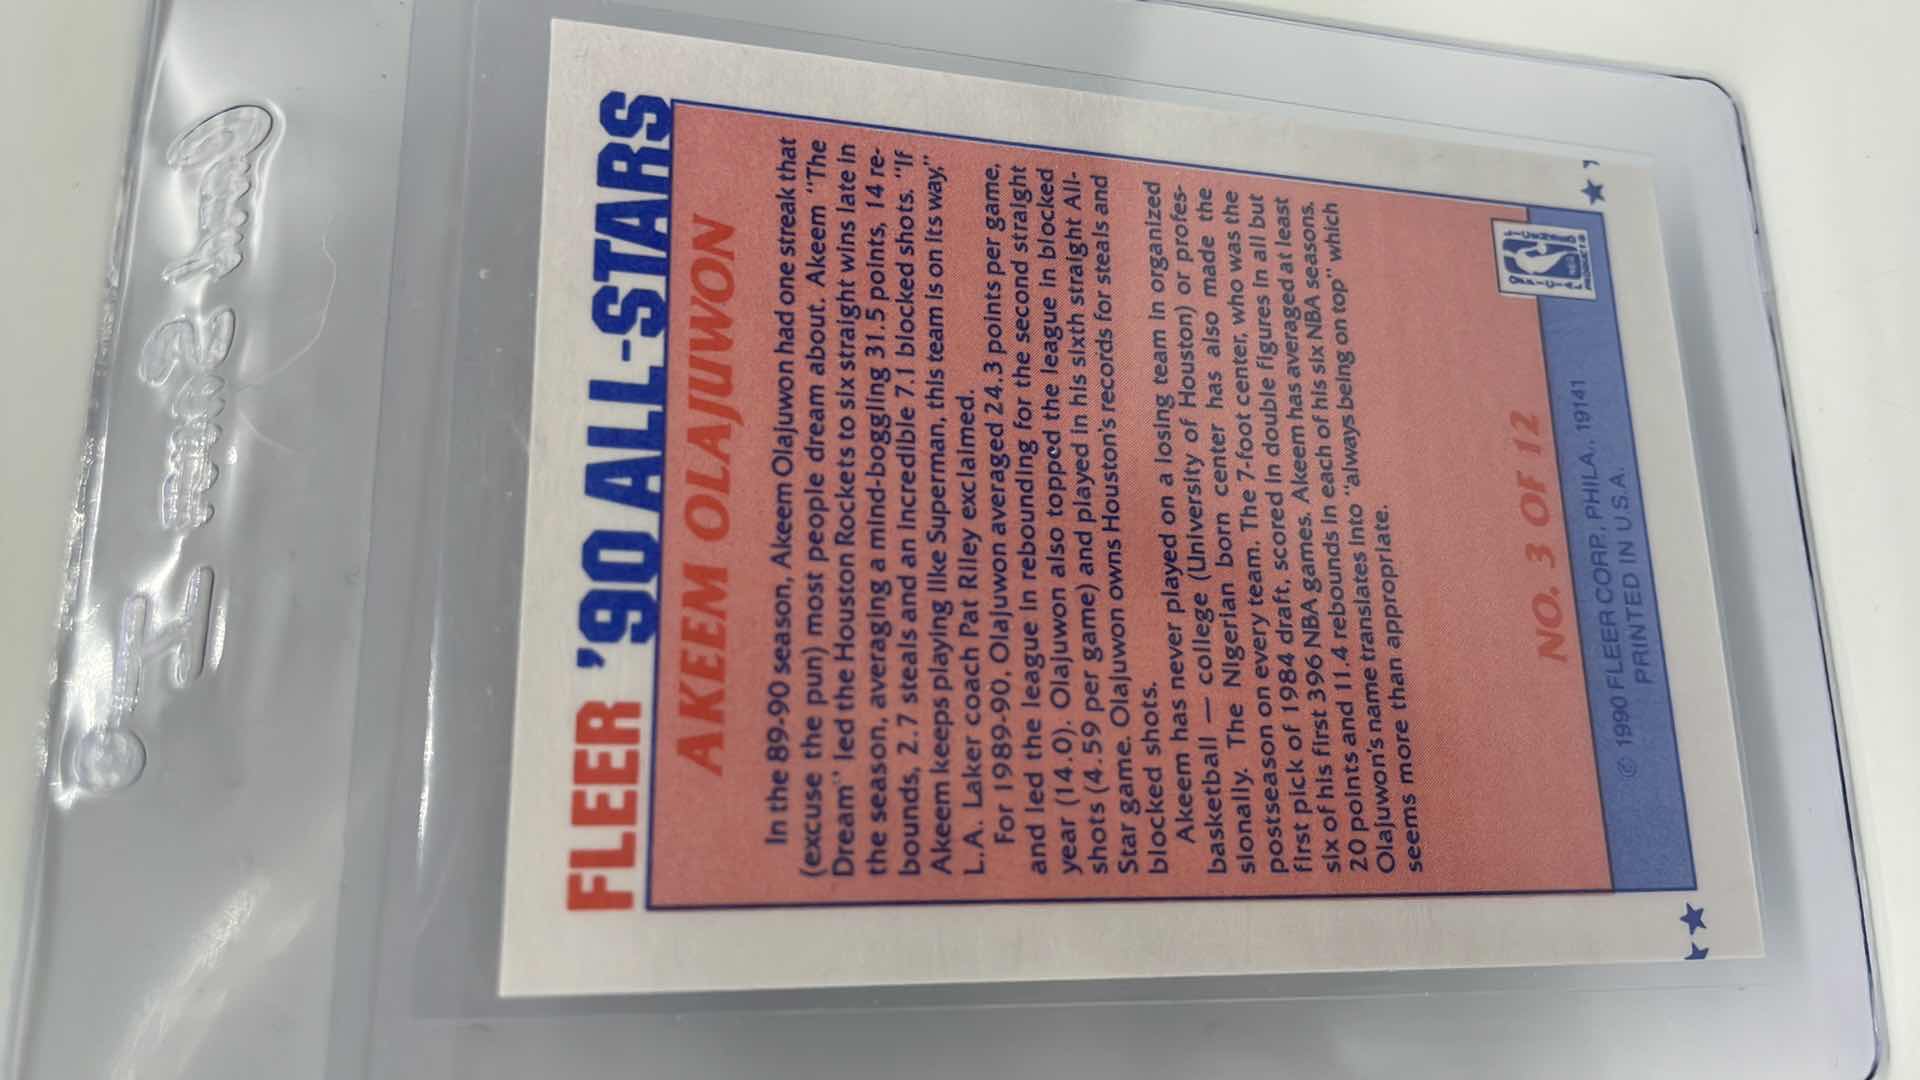 Card Saver I ©
FLEER '90 ALL-STARS
AKEEM OLAJUWON
In the 89-90 season, Akeem Olajuwon had one streak that
(excuse the pun) most people dream about. Akeem "The
Dream" led the Houston Rockets to six straight wins late in
the season, averaging a mind-boggling 31.5 points, 14 re-
bounds, 2.7 steals and an incredible 7.1 blocked shots. "If
Akeem keeps playing like Superman, this team is on its way,"
L.A. Laker coach Pat Riley exclaimed.
For 1989-90, Olajuwon averaged 24.3 points per game,
and led the league in rebounding for the second straight
year (14.0). Olajuwon also topped the league in blocked
shots (4.59 per game) and played in his sixth straight All-
Star game. Olajuwon owns Houston's records for steals and
blocked shots.
Akeem has never played on a losing team in organized
basketball — college (University of Houston) or profes-
sionally. The Nigerian born center has also made the
postseason on every team. The 7-foot center, who was the
first pick of 1984 draft, scored in double figures in all but
six of his first 396 NBA games. Akeem has averaged at least
20 points and 11.4 rebounds in each of his six NBA seasons.
Olajuwon's name translates into "always being on top" which
seems more than appropriate.
NO. 3 OF 12
OFFICIAL LICENSED
NBA
PRODUCT
© 1990 FLEER CORP., PHILA., 19141
PRINTED IN U.S.A.